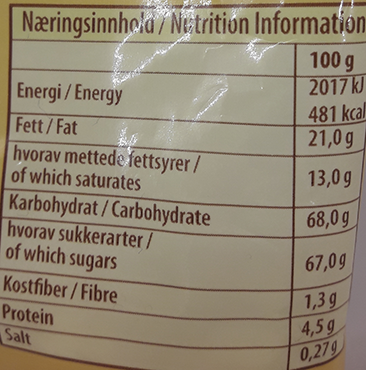 Næringsinnhold / Nutrition Information
100 g
Energi / Energy 2017 kJ
481 kcal
Fett / Fat 21,0 g
hvorav mettede fettsyrer /
of which saturates 13,0 g
Karbohydrat / Carbohydrate 68,0 g
hvorav sukkerarter /
of which sugars 67,0 g
Kostfiber / Fibre 1,3 g
Protein 4,5 g
Salt 0,27 g